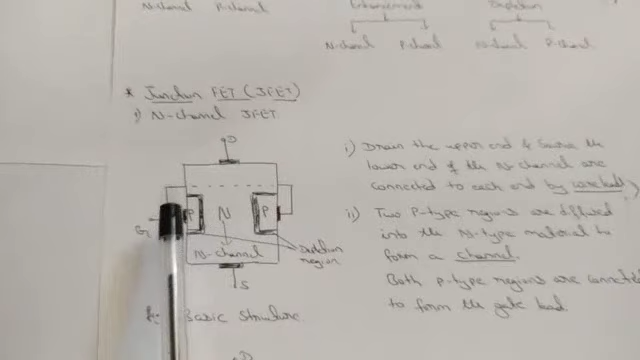 Enhancement Depletion
N-channel P-channel N-channel P-channel N-channel P-channel
* Junction FET (JFET)
i) N-channel JFET
D
P N P
G
N-channel
Depletion
region
S
Basic Structure
i) Drain the upper end & Source the
lower end of the N-channel are
connected to each end by
ii) Two P-type regions are diffused
into the N-type material to
form a channel.
Both p-type regions are connected
to form the gate lead
D